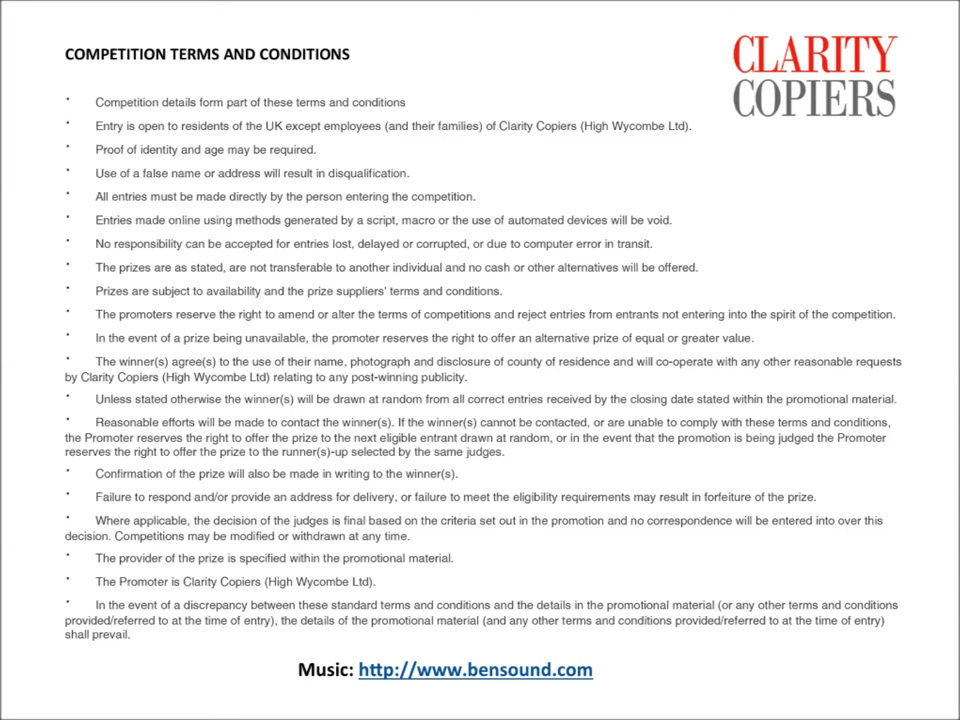 COMPETITION TERMS AND CONDITIONS
CLARITY
COPIERS
* Competition details form part of these terms and conditions
* Entry is open to residents of the UK except employees (and their families) of Clarity Copiers (High Wycombe Ltd).
* Proof of identity and age may be required.
* Use of a false name or address will result in disqualification.
* All entries must be made directly by the person entering the competition.
* Entries made online using methods generated by a script, macro or the use of automated devices will be void.
* No responsibility can be accepted for entries lost, delayed or corrupted, or due to computer error in transit.
* The prizes are as stated, are not transferable to another individual and no cash or other alternatives will be offered.
* Prizes are subject to availability and the prize suppliers' terms and conditions.
* The promoters reserve the right to amend or alter the terms of competitions and reject entries from entrants not entering into the spirit of the competition.
* In the event of a prize being unavailable, the promoter reserves the right to offer an alternative prize of equal or greater value.
* The winner(s) agree(s) to the use of their name, photograph and disclosure of county of residence and will co-operate with any other reasonable requests
by Clarity Copiers (High Wycombe Ltd) relating to any post-winning publicity.
* Unless stated otherwise the winner(s) will be drawn at random from all correct entries received by the closing date stated within the promotional material.
* Reasonable efforts will be made to contact the winner(s). If the winner(s) cannot be contacted, or are unable to comply with these terms and conditions,
the Promoter reserves the right to offer the prize to the next eligible entrant drawn at random, or in the event that the promotion is being judged the Promoter
reserves the right to offer the prize to the runner(s)-up selected by the same judges.
* Confirmation of the prize will also be made in writing to the winner(s).
* Failure to respond and/or provide an address for delivery, or failure to meet the eligibility requirements may result in forfeiture of the prize.
* Where applicable, the decision of the judges is final based on the criteria set out in the promotion and no correspondence will be entered into over this
decision. Competitions may be modified or withdrawn at any time.
* The provider of the prize is specified within the promotional material.
* The Promoter is Clarity Copiers (High Wycombe Ltd).
* In the event of a discrepancy between these standard terms and conditions and the details in the promotional material (or any other terms and conditions
provided/referred to at the time of entry), the details of the promotional material (and any other terms and conditions provided/referred to at the time of entry)
shall prevail.
Music: http://www.bensound.com